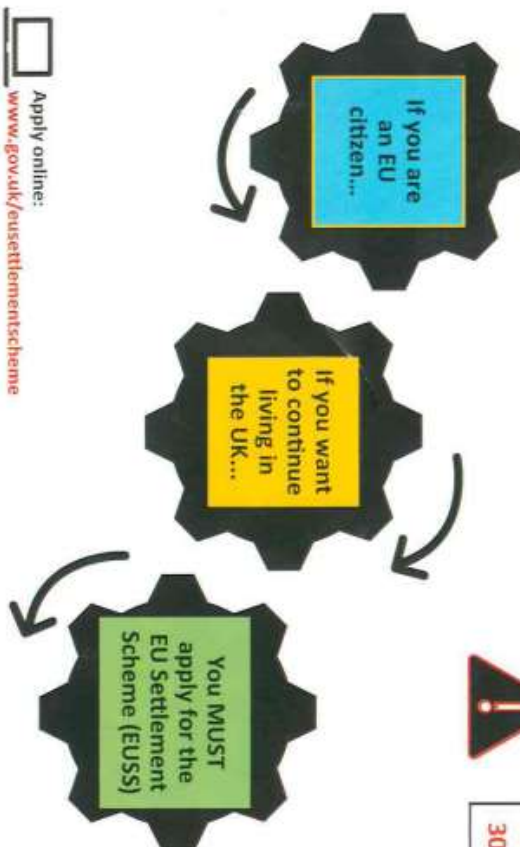 30
If you are
an EU
citizen...
If you want
to continue
living in
the UK...
You MUST
apply for the
EU Settlement
Scheme (EUSS)
Apply online:
www.gov.uk/eusettlementscheme